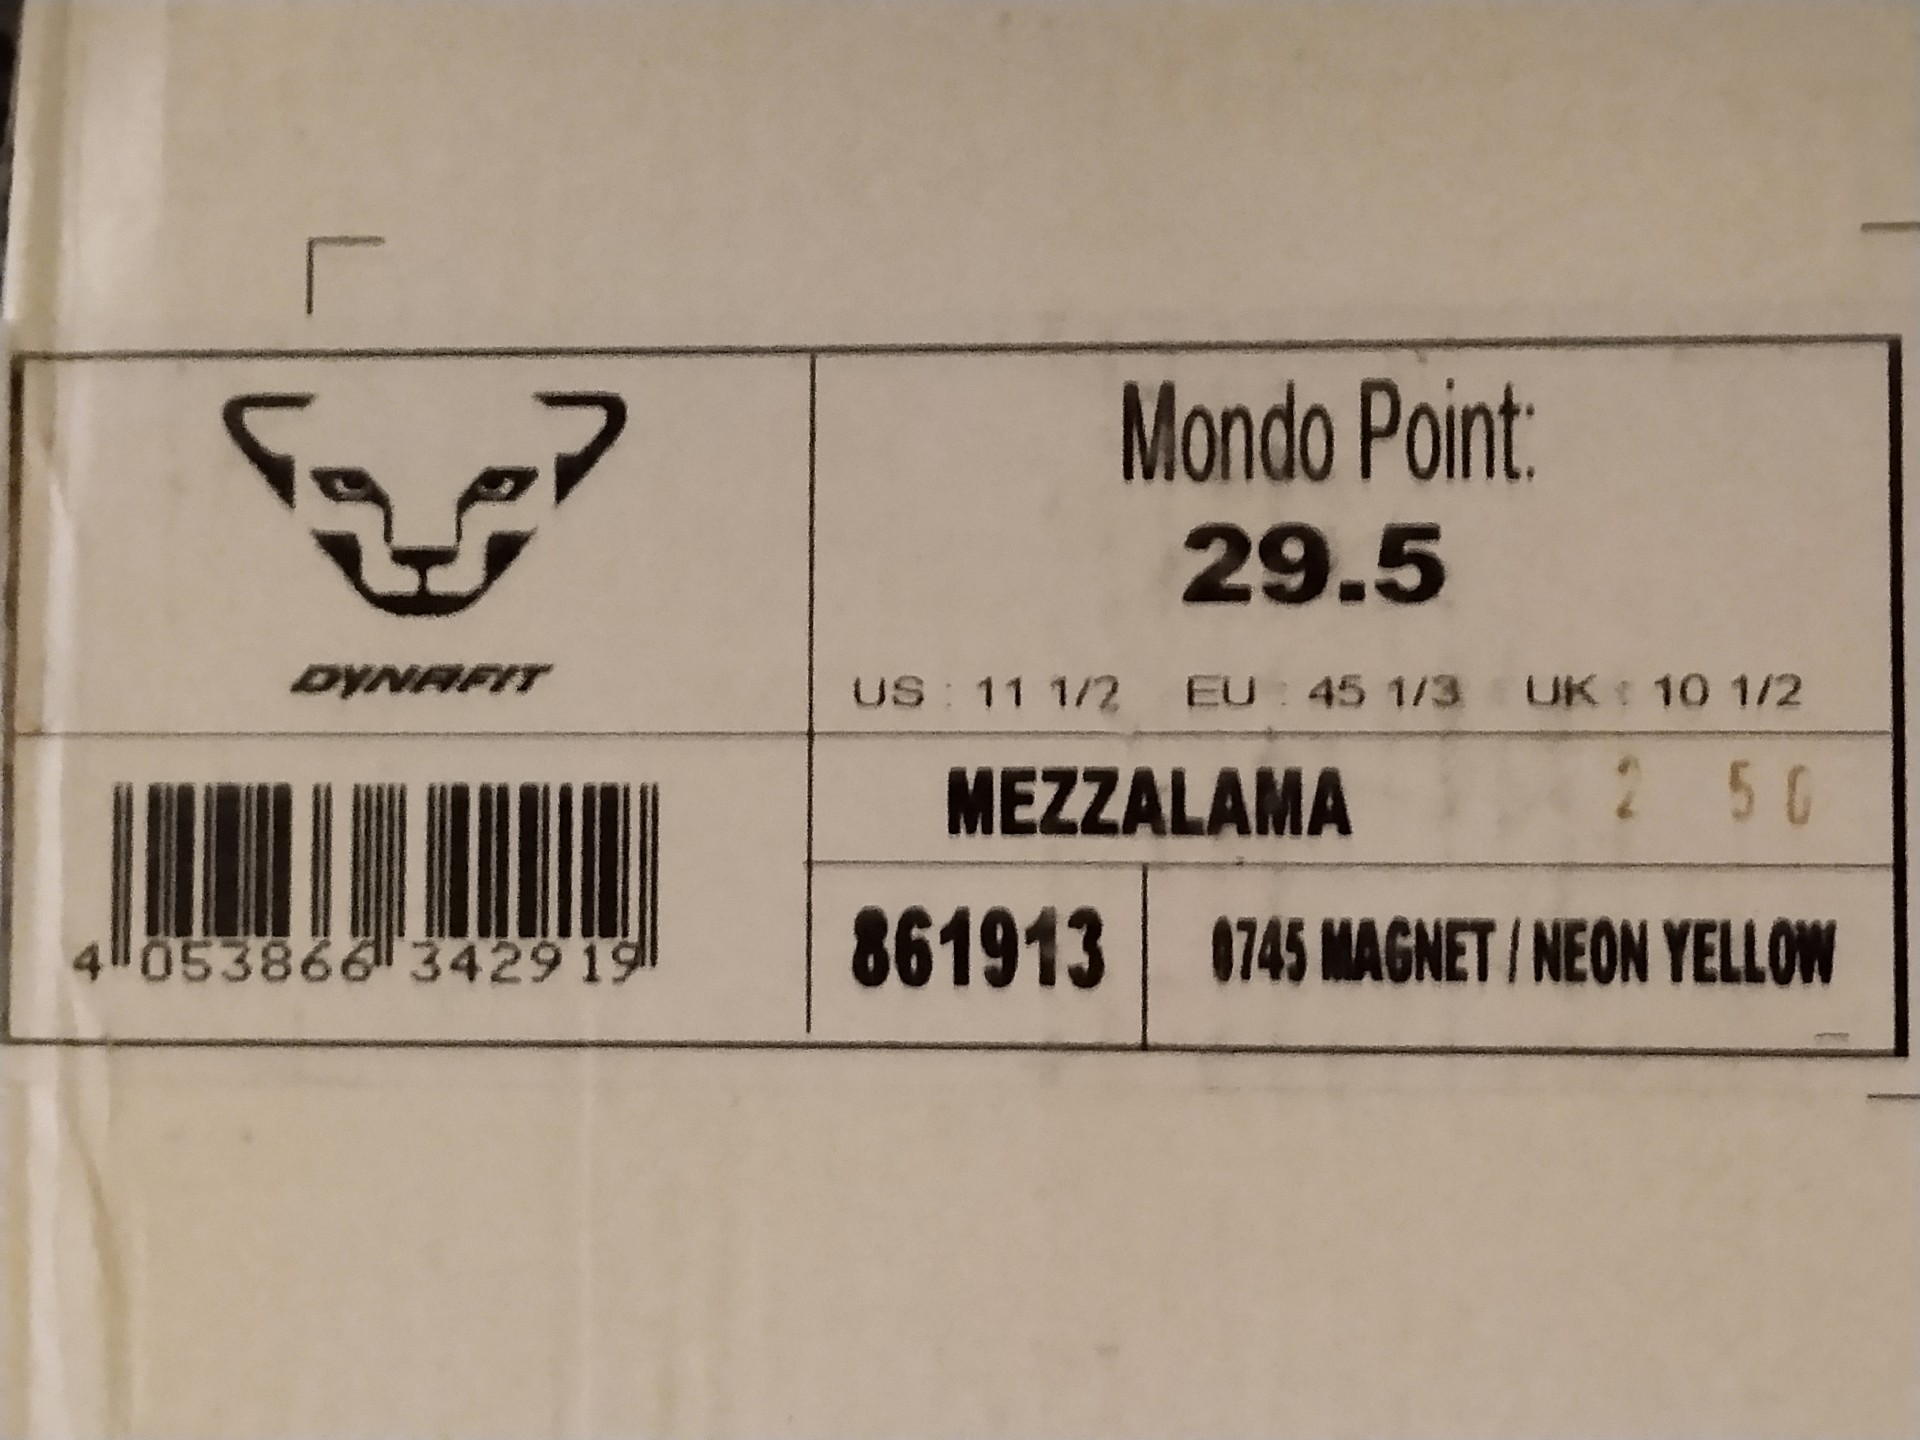 DYNAFIT
Mondo Point:
29.5
US : 11 1/2 EU : 45 1/3 UK : 10 1/2
MEZZALAMA
2 5
4 053866 342919
861913
0745 MAGNET / NEON YELLOW